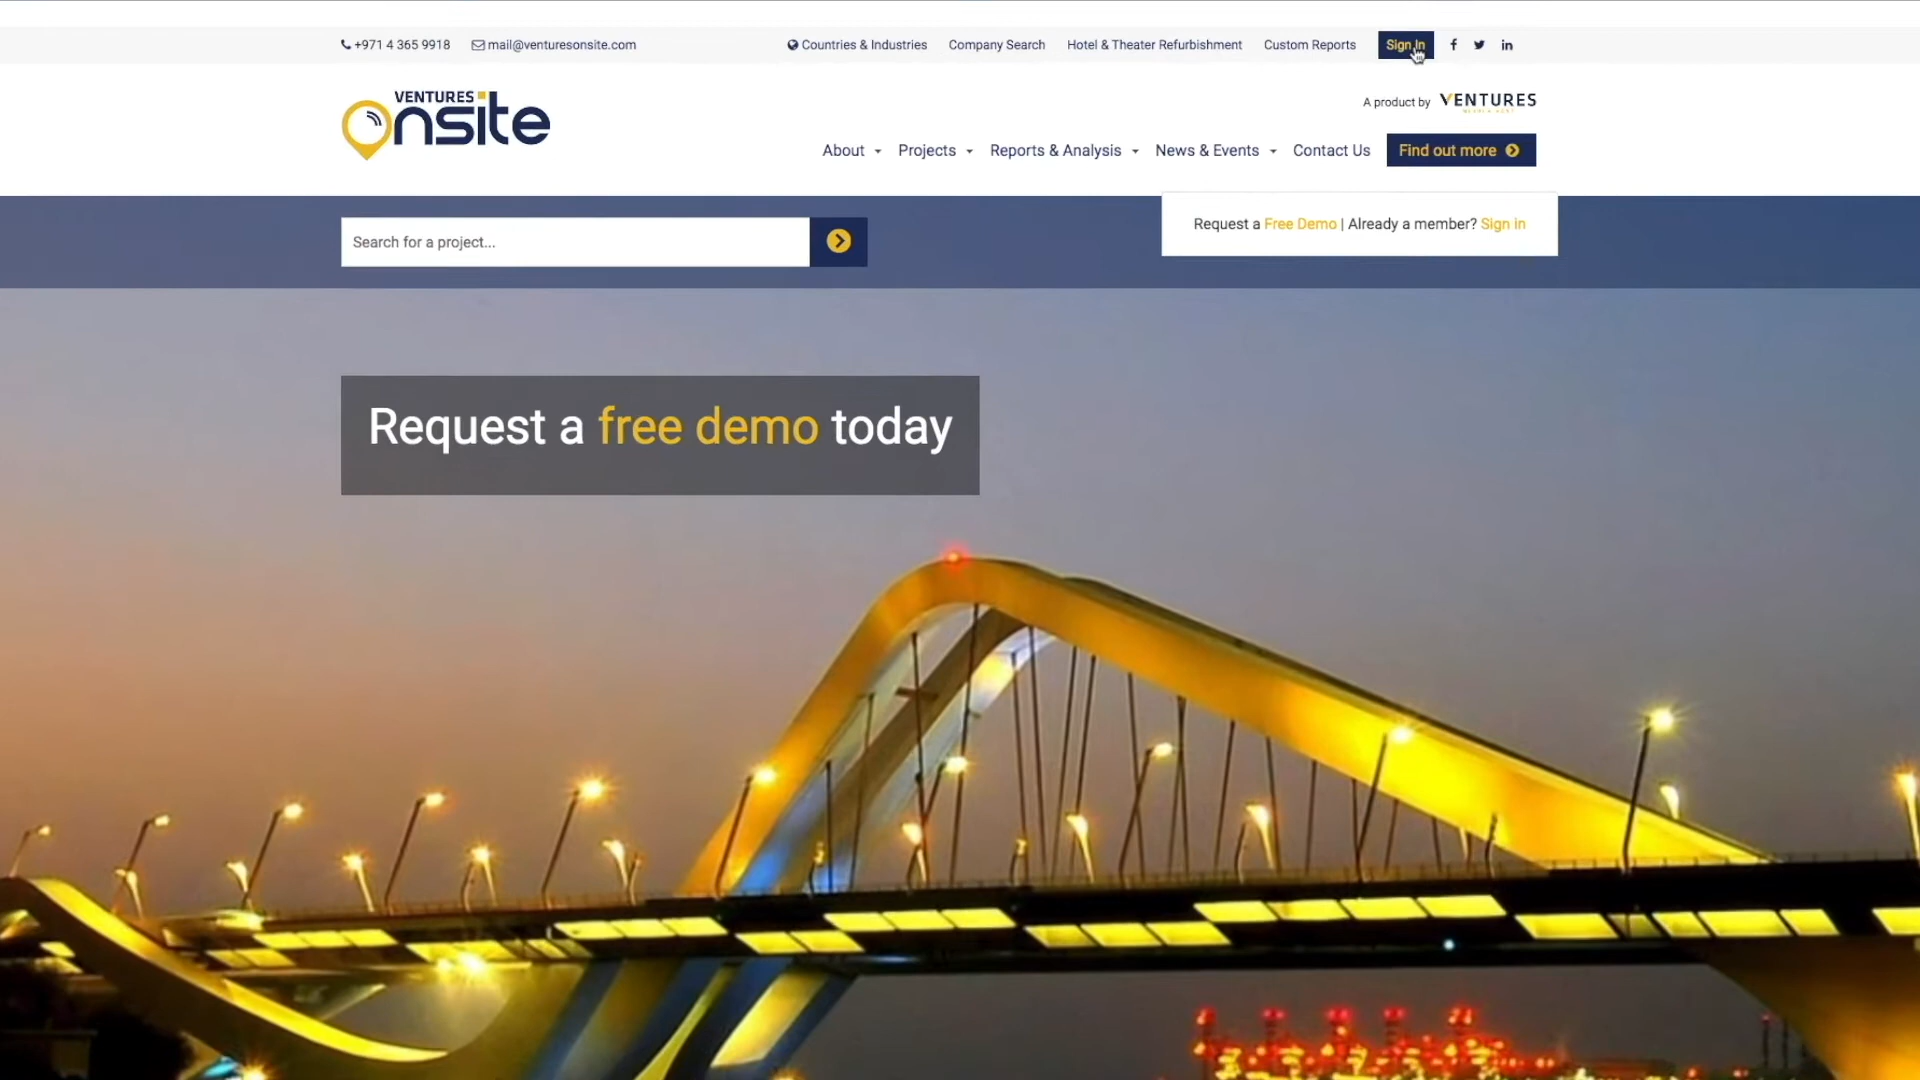 +971 4 365 9918 mail@venturesonsite.com Countries & Industries Company Search Hotel & Theater Refurbishment Custom Reports Sign In
VENTURES
Onsite
A product by VENTURES
About Projects Reports & Analysis News & Events Contact Us Find out more
Search for a project...
Request a Free Demo | Already a member? Sign in
Request a free demo today